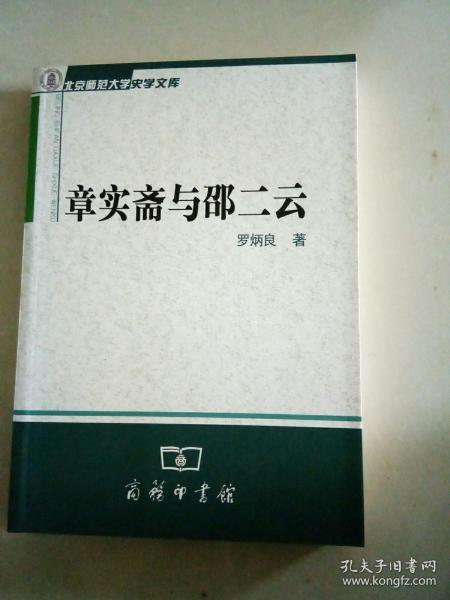 北京师范大学史学文库
章实斋与邵二云
罗炳良 著
商务印书馆
孔夫子旧书网
www.kongfz.com